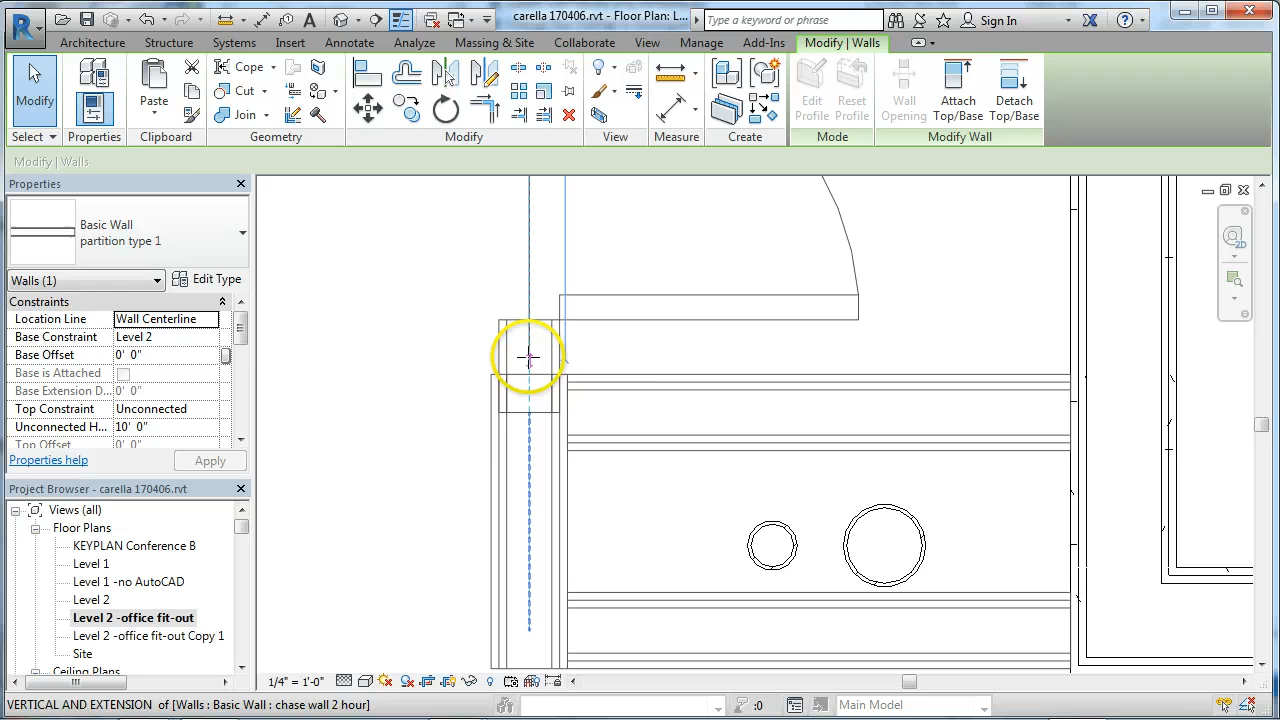 carella 170406.rvt - Floor Plan: L...
Type a keyword or phrase
Sign In
Architecture Structure Systems Insert Annotate Analyze Massing & Site Collaborate View Manage Add-Ins Modify | Walls
Modify
Paste
Cope
Cut
Join
Edit Profile
Reset Profile
Wall Opening
Attach Top/Base
Detach Top/Base
Select Properties Clipboard Geometry Modify View Measure Create Mode Modify Wall
Modify | Walls
Properties
Basic Wall
partition type 1
Walls (1) Edit Type
Constraints
Location Line Wall Centerline
Base Constraint Level 2
Base Offset 0' 0"
Base is Attached
Base Extension D... 0' 0"
Top Constraint Unconnected
Unconnected H... 10' 0"
Top Offset 0' 0"
Properties help Apply
Project Browser - carella 170406.rvt
Views (all)
Floor Plans
KEYPLAN Conference B
Level 1
Level 1 -no AutoCAD
Level 2
Level 2 -office fit-out
Level 2 -office fit-out Copy 1
Site
Ceiling Plans
2D
1/4" = 1'-0"
VERTICAL AND EXTENSION of [Walls : Basic Wall : chase wall 2 hour]
:0
Main Model